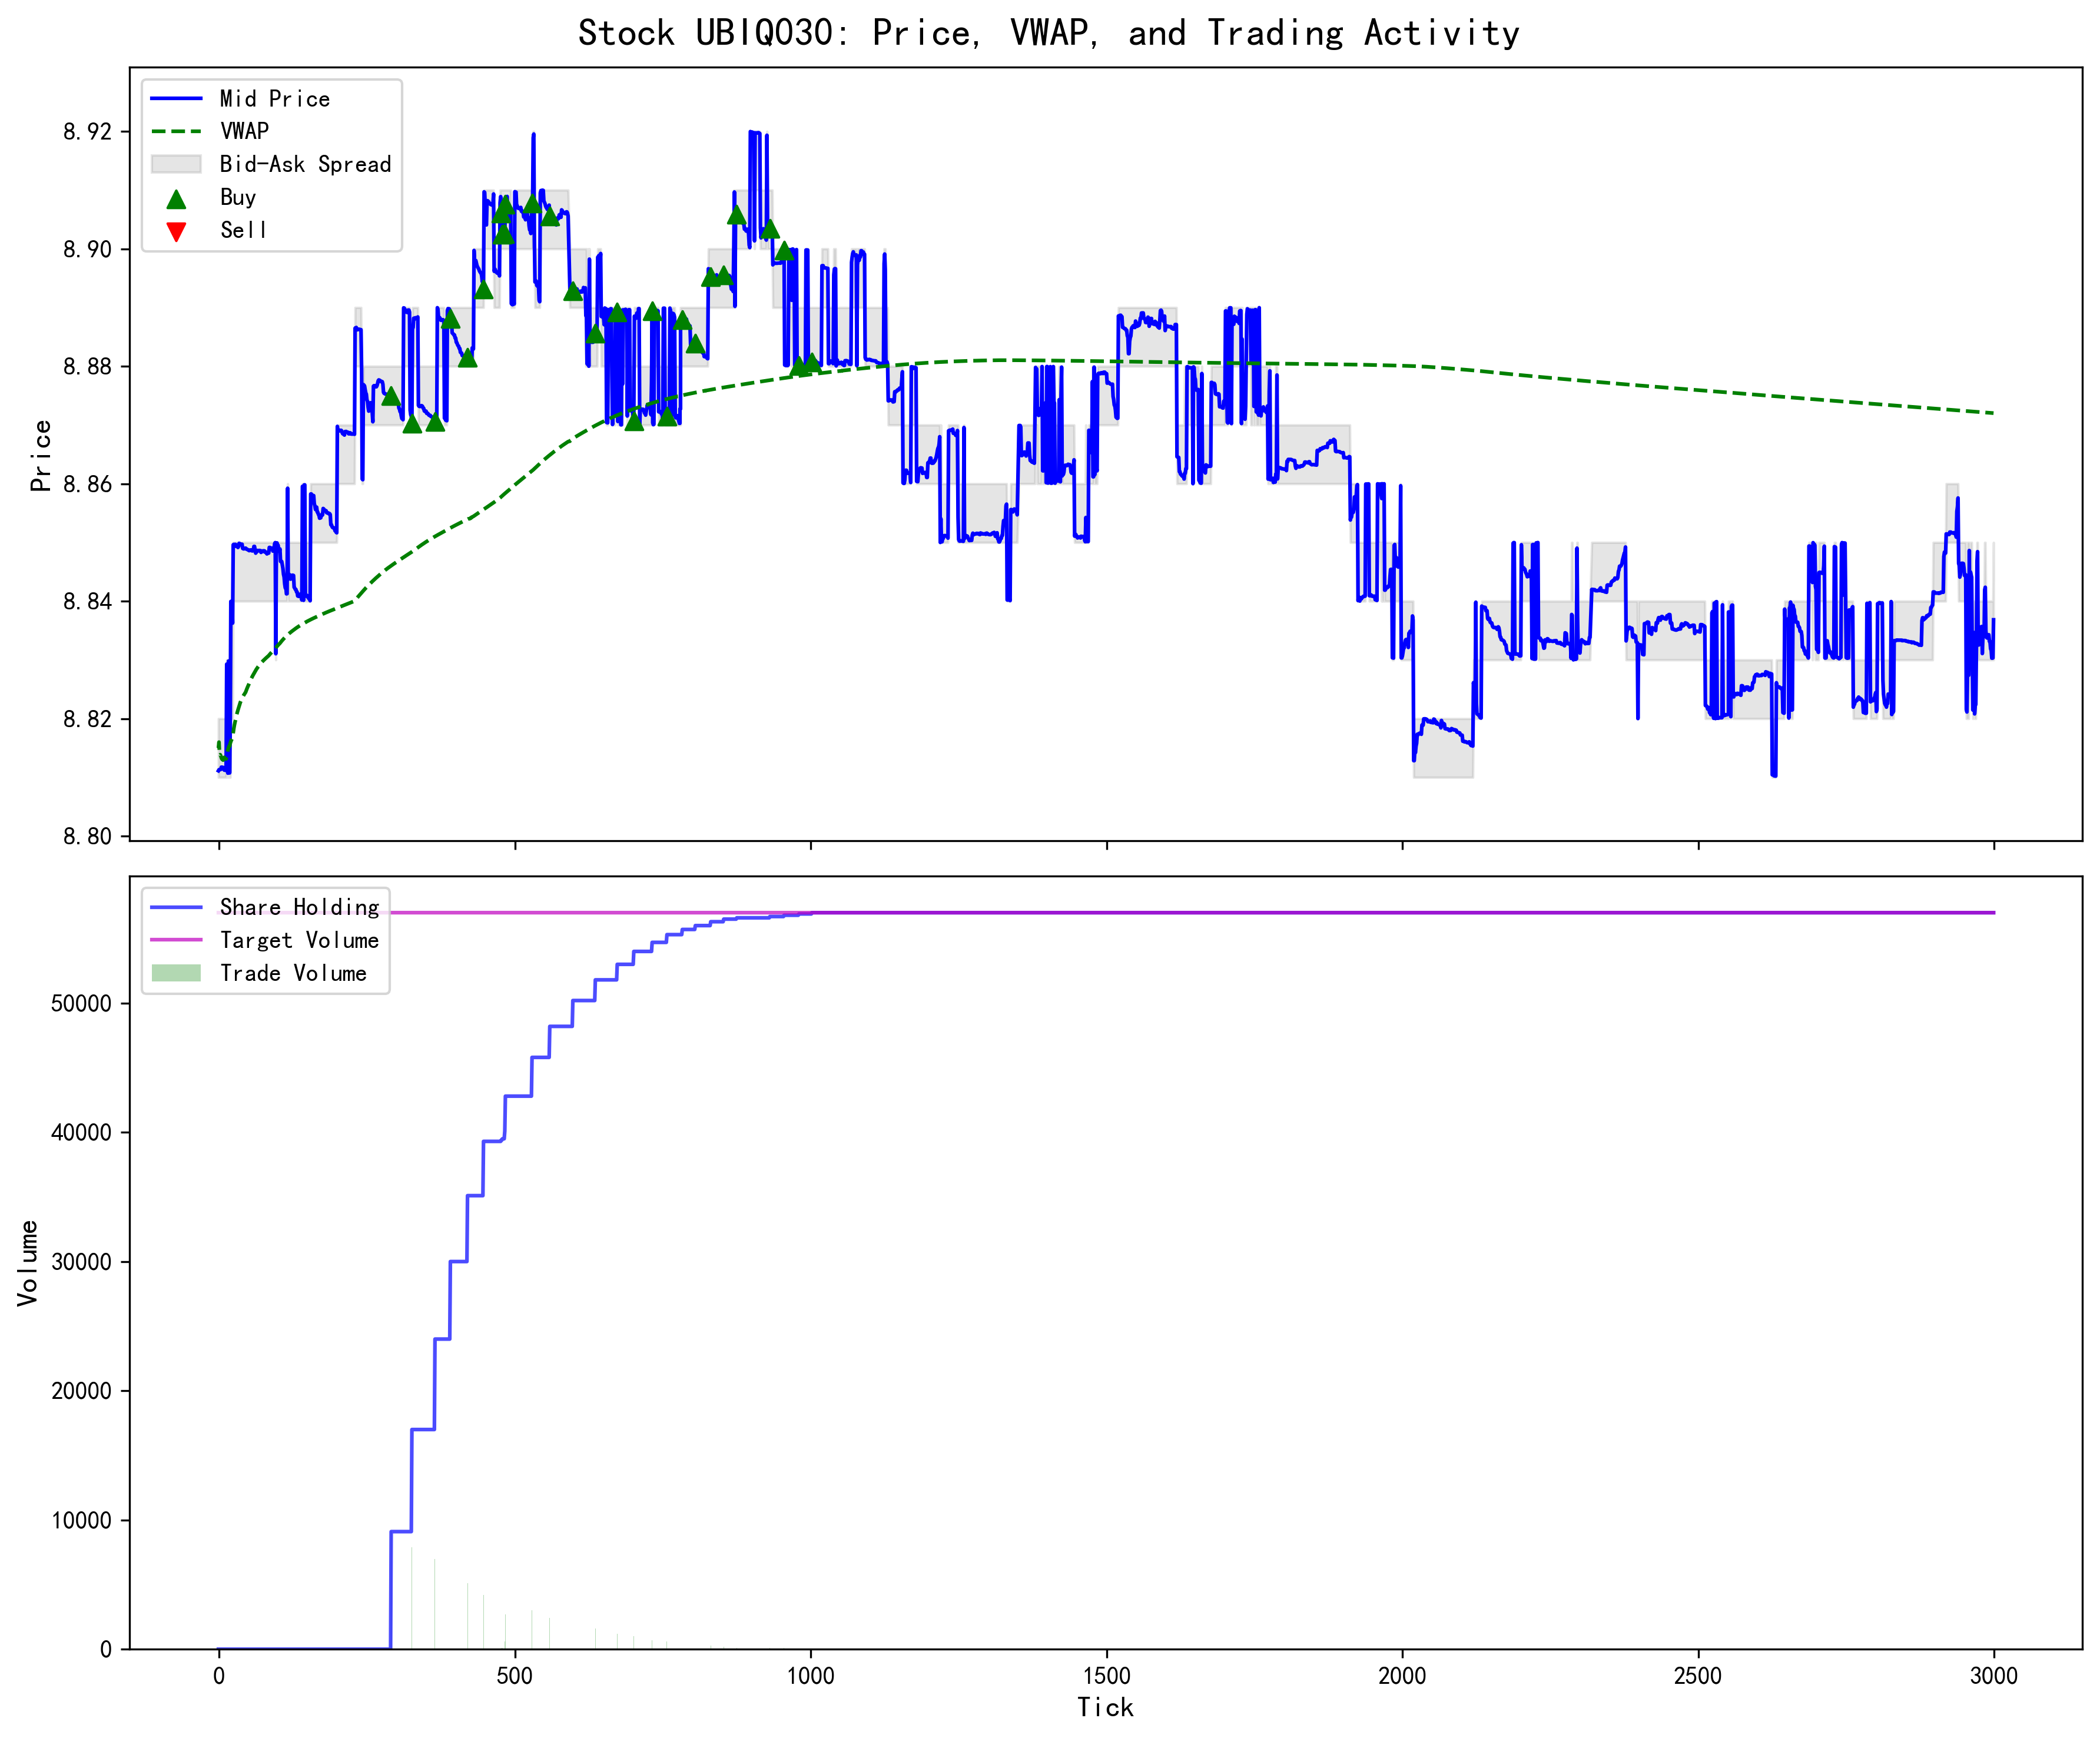 Stock UBIQ030: Price, VWAP, and Trading Activity
Mid Price
VWAP
Bid-Ask Spread
Buy
Sell
Price
8.92
8.90
8.88
8.86
8.84
8.82
8.80
Share Holding
Target Volume
Trade Volume
Volume
50000
40000
30000
20000
10000
0
0 500 1000 1500 2000 2500 3000
Tick